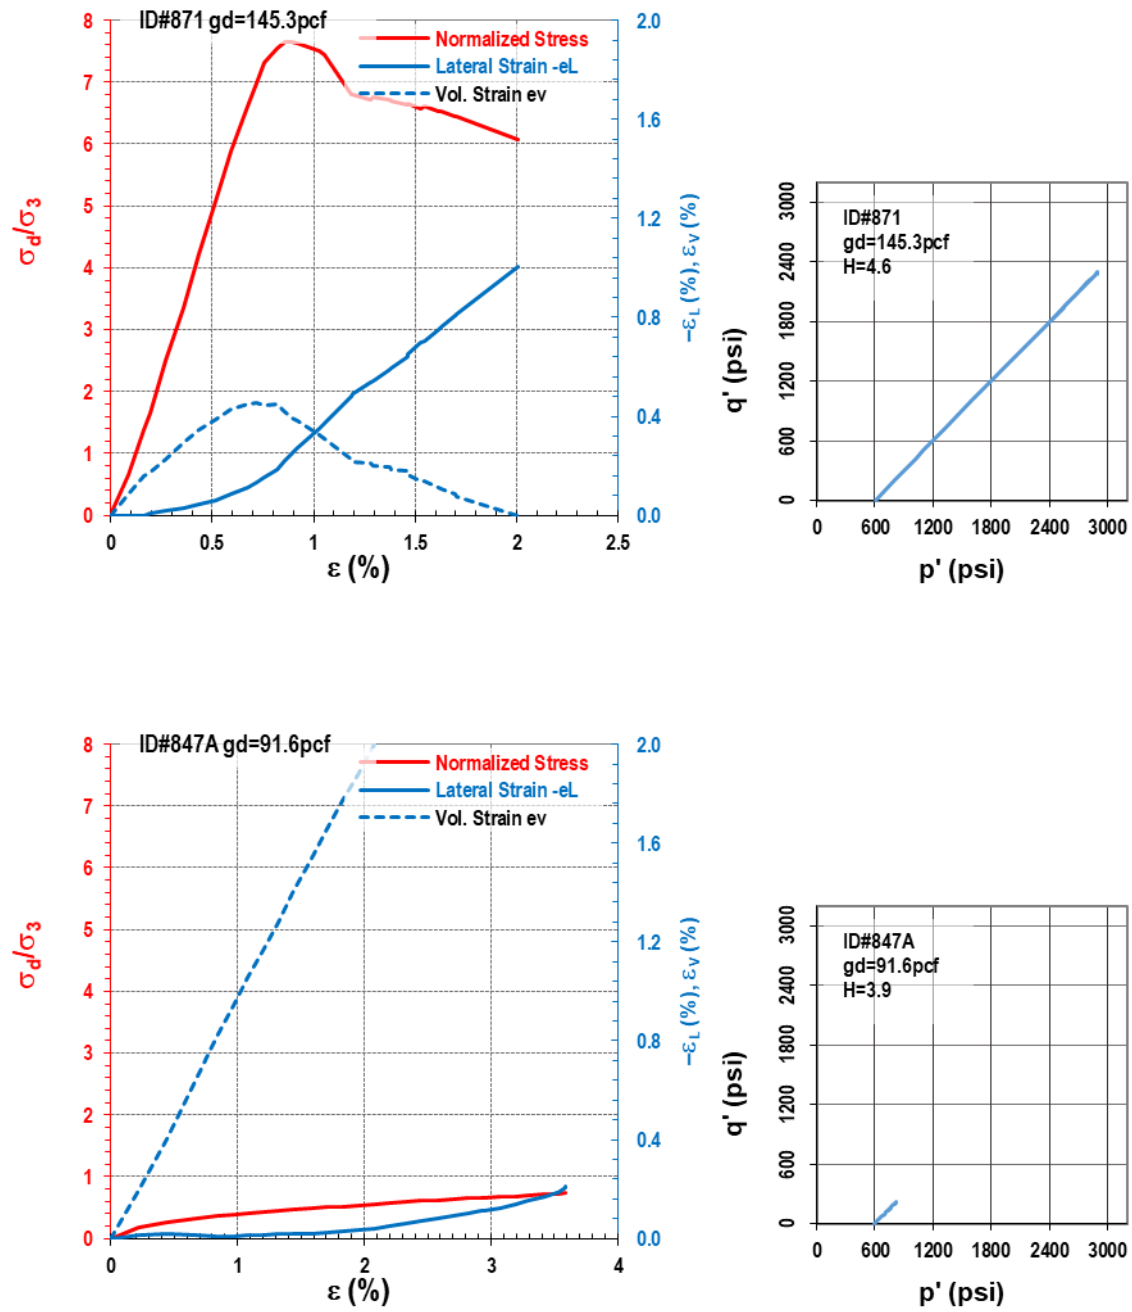 ID#871 gd=145.3pcf
Normalized Stress
Lateral Strain -eL
Vol. Strain ev
8
7
6
5
4
3
2
1
0
σd/σ3
2.0
1.6
1.2
0.8
0.4
0.0
−εL (%), εV (%)
0 0.5 1 1.5 2 2.5
ε (%)
ID#871
gd=145.3pcf
H=4.6
3000
2400
1800
1200
600
0
q' (psi)
0 600 1200 1800 2400 3000
p' (psi)
ID#847A gd=91.6pcf
Normalized Stress
Lateral Strain -eL
Vol. Strain ev
8
7
6
5
4
3
2
1
0
σd/σ3
2.0
1.6
1.2
0.8
0.4
0.0
−εL (%), εV (%)
0 1 2 3 4
ε (%)
ID#847A
gd=91.6pcf
H=3.9
3000
2400
1800
1200
600
0
q' (psi)
0 600 1200 1800 2400 3000
p' (psi)